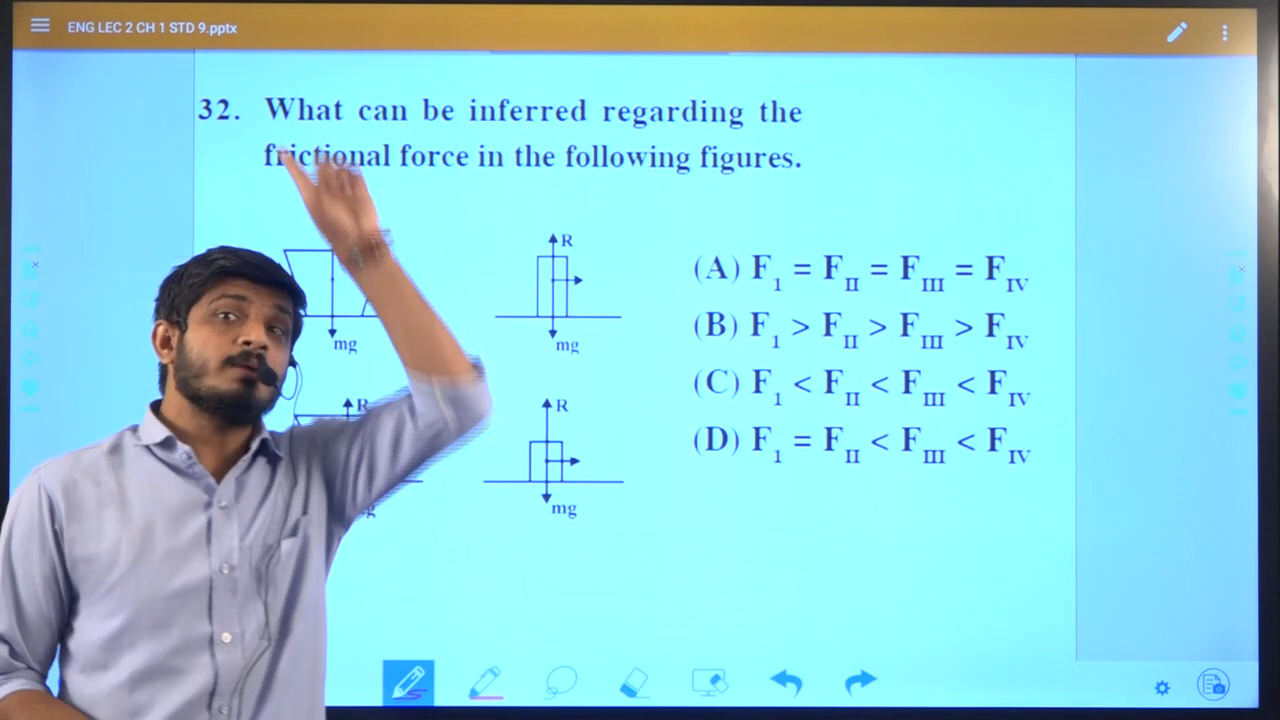 ENG LEC 2 CH 1 STD 9.pptx
32. What can be inferred regarding the
frictional force in the following figures.
mg
R
mg
R
R
mg
(A) F1 = FII = FIII = FIV
(B) F1 > FII > FIII > FIV
(C) F1 < FII < FIII < FIV
(D) F1 = FII < FIII < FIV